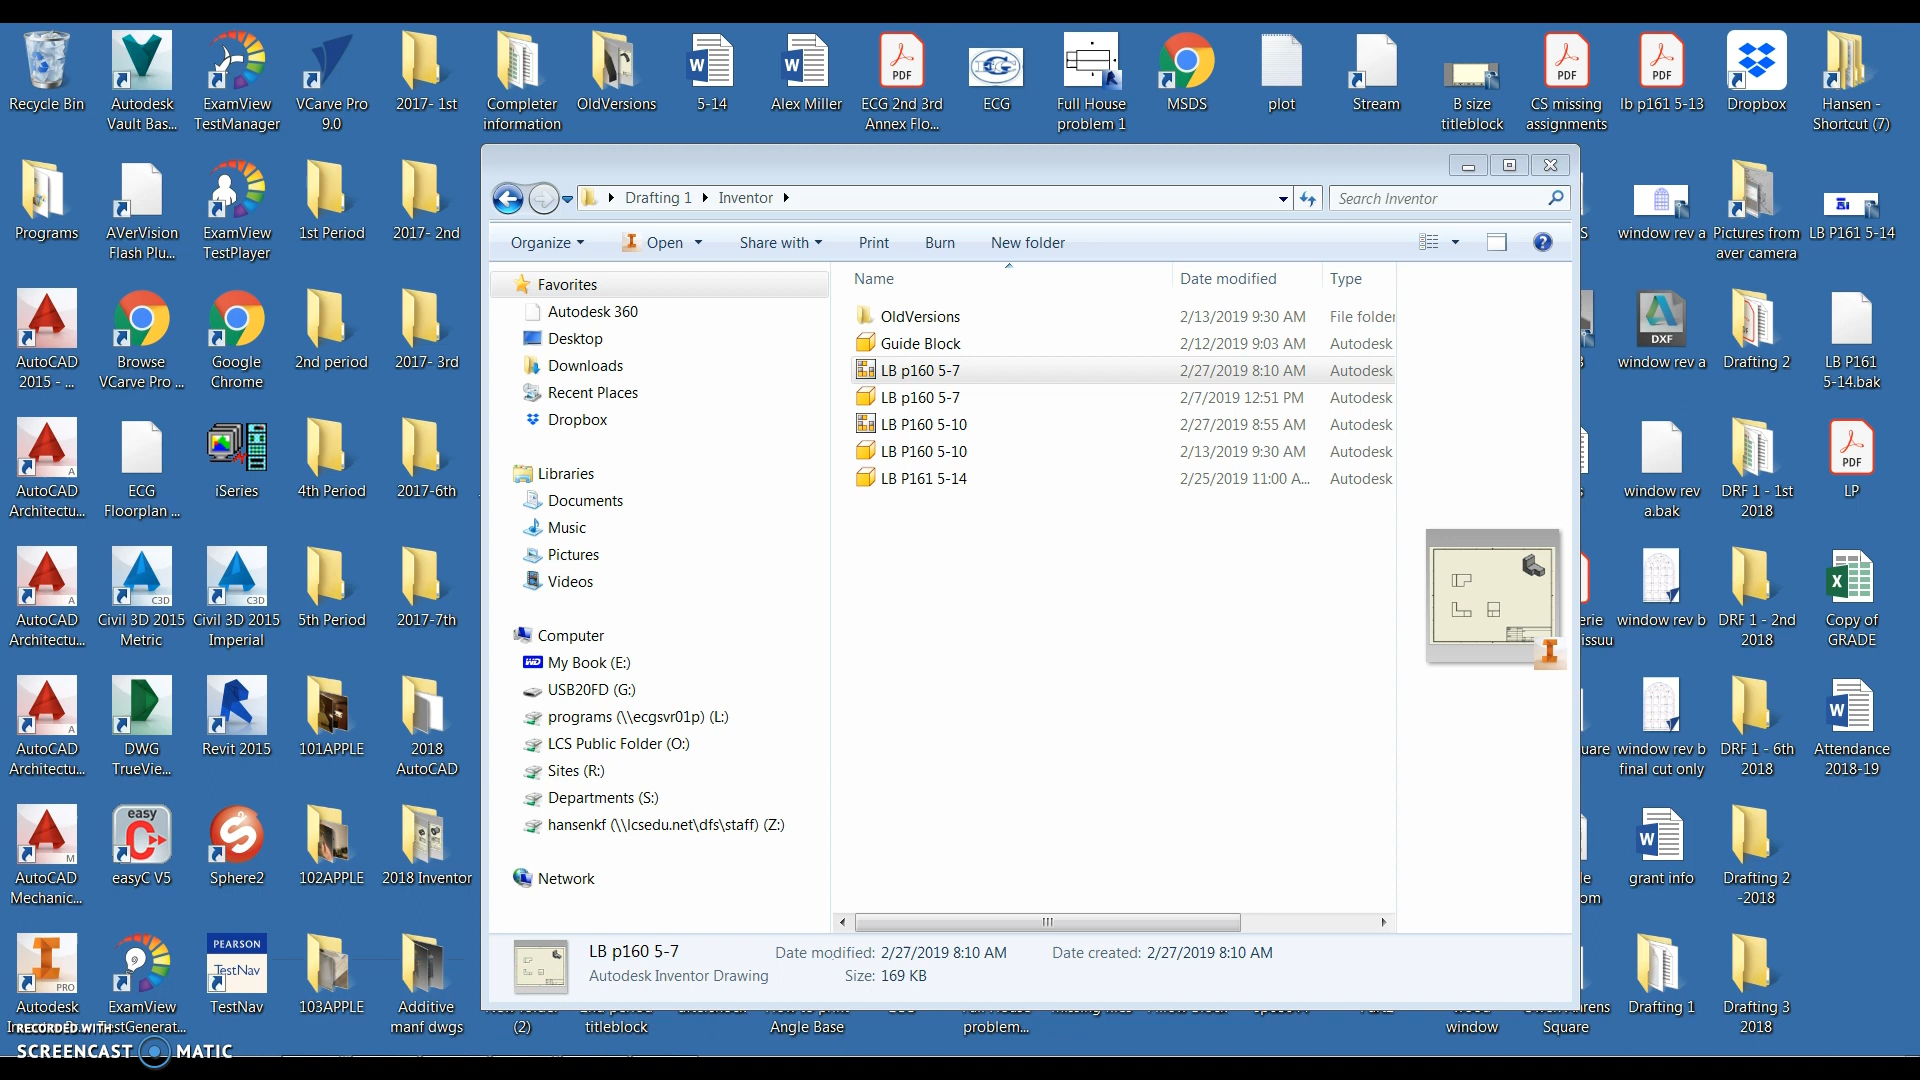 Recycle Bin
Autodesk
Vault Bas...
ExamView
TestManager
VCarve Pro
9.0
2017- 1st
Completer
information
OldVersions
5-14
Alex Miller
ECG 2nd 3rd
Annex Flo...
ECG
Full House
problem 1
MSDS
plot
Stream
B size
titleblock
CS missing
assignments
lb p161 5-13
Dropbox
Hansen -
Shortcut (7)
Programs
AVerVision
Flash Plu...
ExamView
TestPlayer
1st Period
2017- 2nd
window rev a
Pictures from
aver camera
LB P161 5-14
AutoCAD
2015 - ...
Browse
VCarve Pro ...
Google
Chrome
2nd period
2017- 3rd
window rev a
Drafting 2
LB P161
5-14.bak
AutoCAD
Architectu...
ECG
Floorplan ...
iSeries
4th Period
2017-6th
window rev
a.bak
DRF 1 - 1st
2018
LP
AutoCAD
Architectu...
Civil 3D 2015
Metric
Civil 3D 2015
Imperial
5th Period
2017-7th
window rev b
DRF 1 - 2nd
2018
Copy of
GRADE
AutoCAD
Architectu...
DWG
TrueVie...
Revit 2015
101APPLE
2018
AutoCAD
window rev b
final cut only
DRF 1 - 6th
2018
Attendance
2018-19
AutoCAD
Mechanic...
easyC V5
Sphere2
102APPLE
2018 Inventor
grant info
Drafting 2
-2018
Autodesk
ExamView
TestGenerat...
PEARSON
TestNav
TestNav
103APPLE
Additive
manf dwgs
(2)
titleblock
Angle Base
problem...
window
Square
Drafting 1
Drafting 3
2018
Drafting 1
Inventor
Search Inventor
Organize
Open
Share with
Print
Burn
New folder
Favorites
Autodesk 360
Desktop
Downloads
Recent Places
Dropbox
Libraries
Documents
Music
Pictures
Videos
Computer
My Book (E:)
USB20FD (G:)
programs (\\ecgsvr01p) (L:)
LCS Public Folder (O:)
Sites (R:)
Departments (S:)
hansenkf (\\lcsedu.net\dfs\staff) (Z:)
Network
Name Date modified Type
OldVersions 2/13/2019 9:30 AM File folder
Guide Block 2/12/2019 9:03 AM Autodesk
LB p160 5-7 2/27/2019 8:10 AM Autodesk
LB p160 5-7 2/7/2019 12:51 PM Autodesk
LB P160 5-10 2/27/2019 8:55 AM Autodesk
LB P160 5-10 2/13/2019 9:30 AM Autodesk
LB P161 5-14 2/25/2019 11:00 A... Autodesk
LB p160 5-7 Date modified: 2/27/2019 8:10 AM Date created: 2/27/2019 8:10 AM
Autodesk Inventor Drawing Size: 169 KB
RECORDED WITH
SCREENCAST MATIC